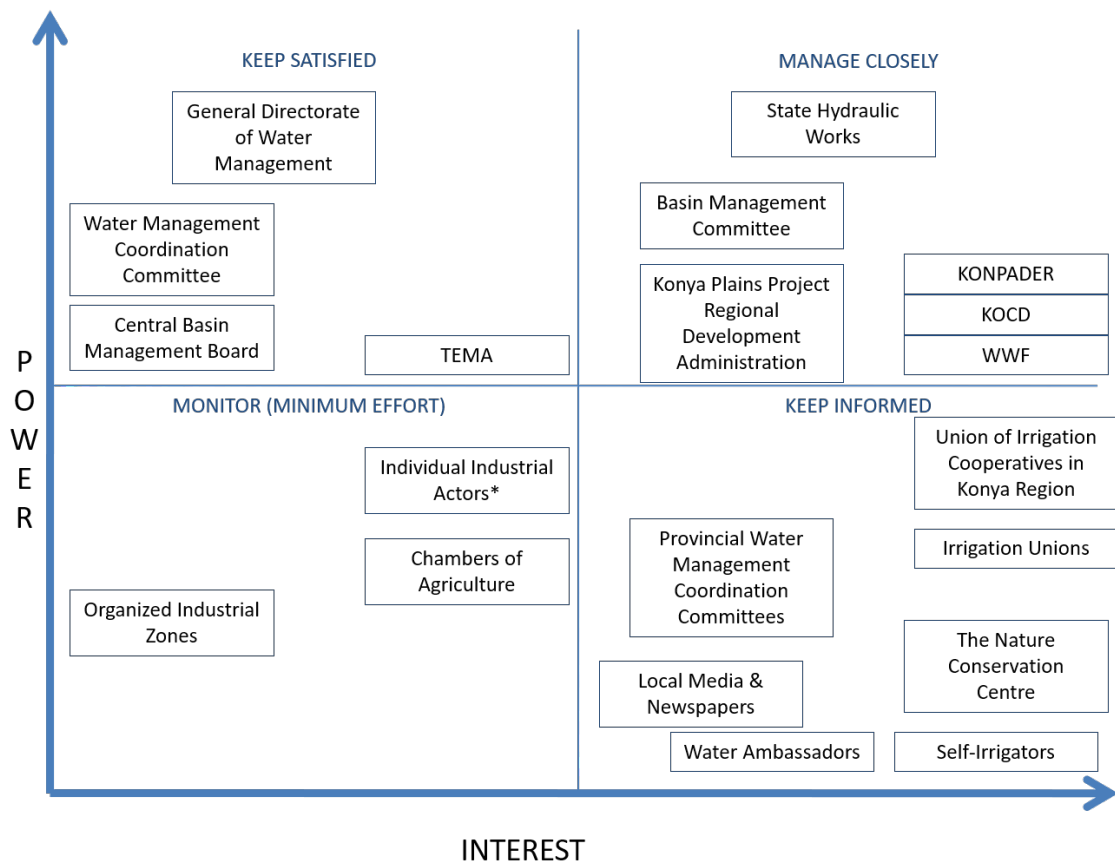 KEEP SATISFIED
General Directorate
of Water
Management
Water Management
Coordination
Committee
Central Basin
Management Board
TEMA
MANAGE CLOSELY
State Hydraulic
Works
Basin Management
Committee
Konya Plains Project
Regional
Development
Administration
KONPADER
KOCD
WWF
POWER
MONITOR (MINIMUM EFFORT)
Individual Industrial
Actors*
Chambers of
Agriculture
Organized Industrial
Zones
KEEP INFORMED
Union of Irrigation
Cooperatives in
Konya Region
Irrigation Unions
Provincial Water
Management
Coordination
Committees
The Nature
Conservation
Centre
Local Media &
Newspapers
Water Ambassadors
Self-Irrigators
INTEREST